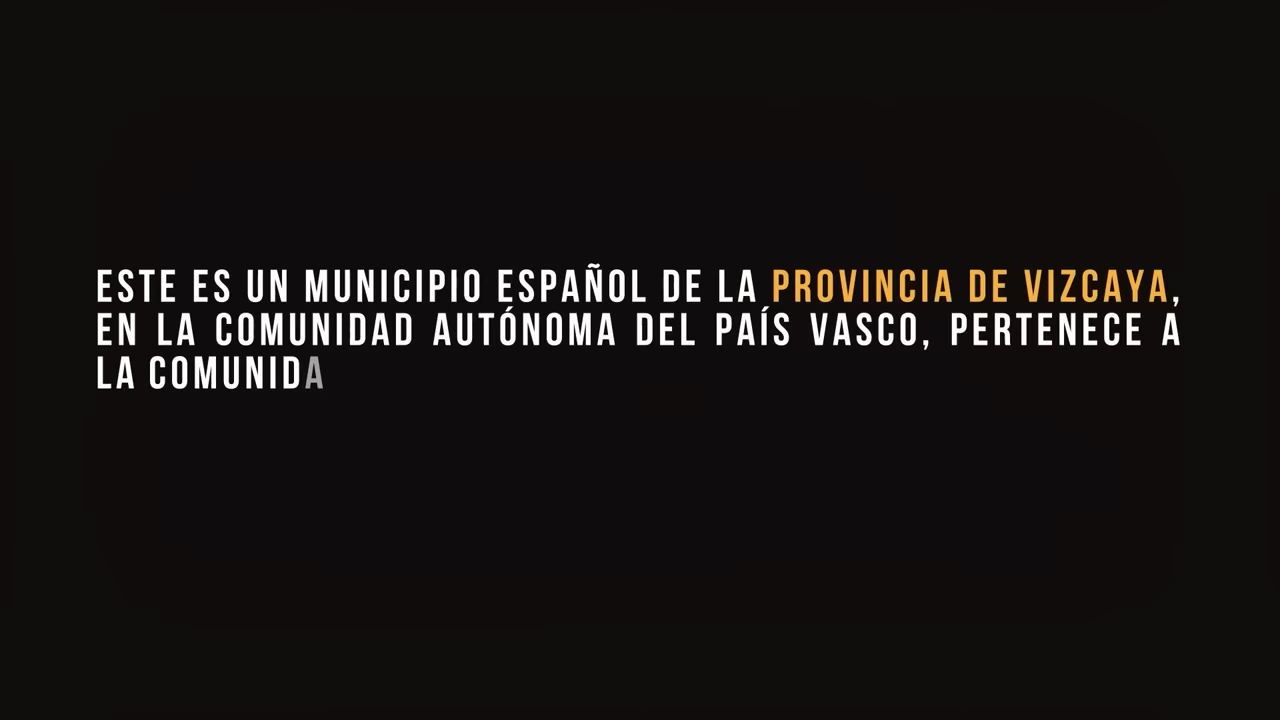 ESTE ES UN MUNICIPIO ESPAÑOL DE LA PROVINCIA DE VIZCAYA,
EN LA COMUNIDAD AUTÓNOMA DEL PAÍS VASCO, PERTENECE A
LA COMUNIDA